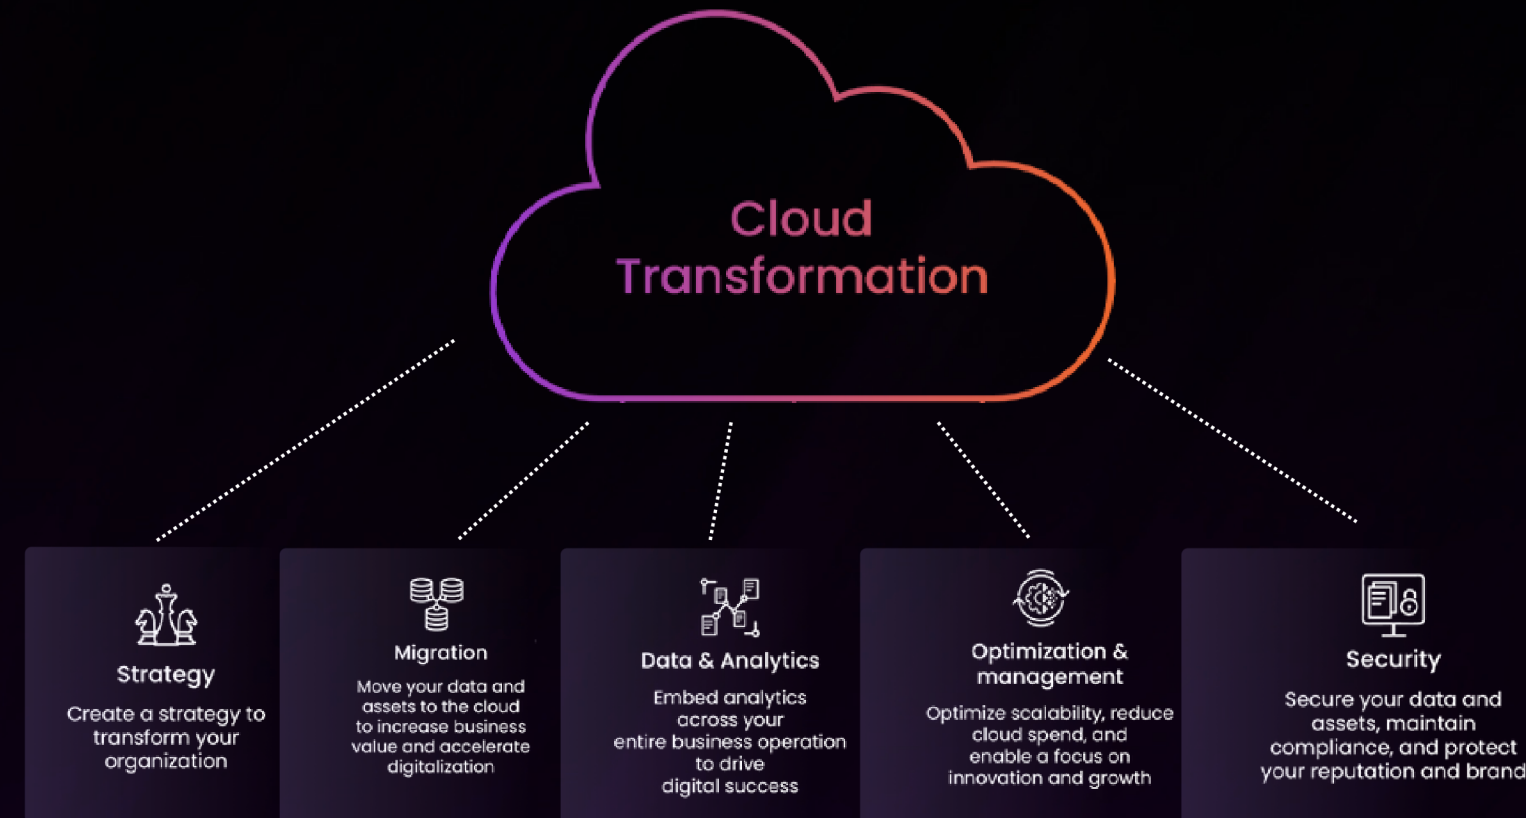 Cloud
Transformation
Strategy
Create a strategy to
transform your
organization
Migration
Move your data and
assets to the cloud
to increase business
value and accelerate
digitalization
Data & Analytics
Embed analytics
across your
entire business operation
to drive
digital success
Optimization &
management
Optimize scalability, reduce
cloud spend, and
enable a focus on
innovation and growth
Security
Secure your data and
assets, maintain
compliance, and protect
your reputation and brand